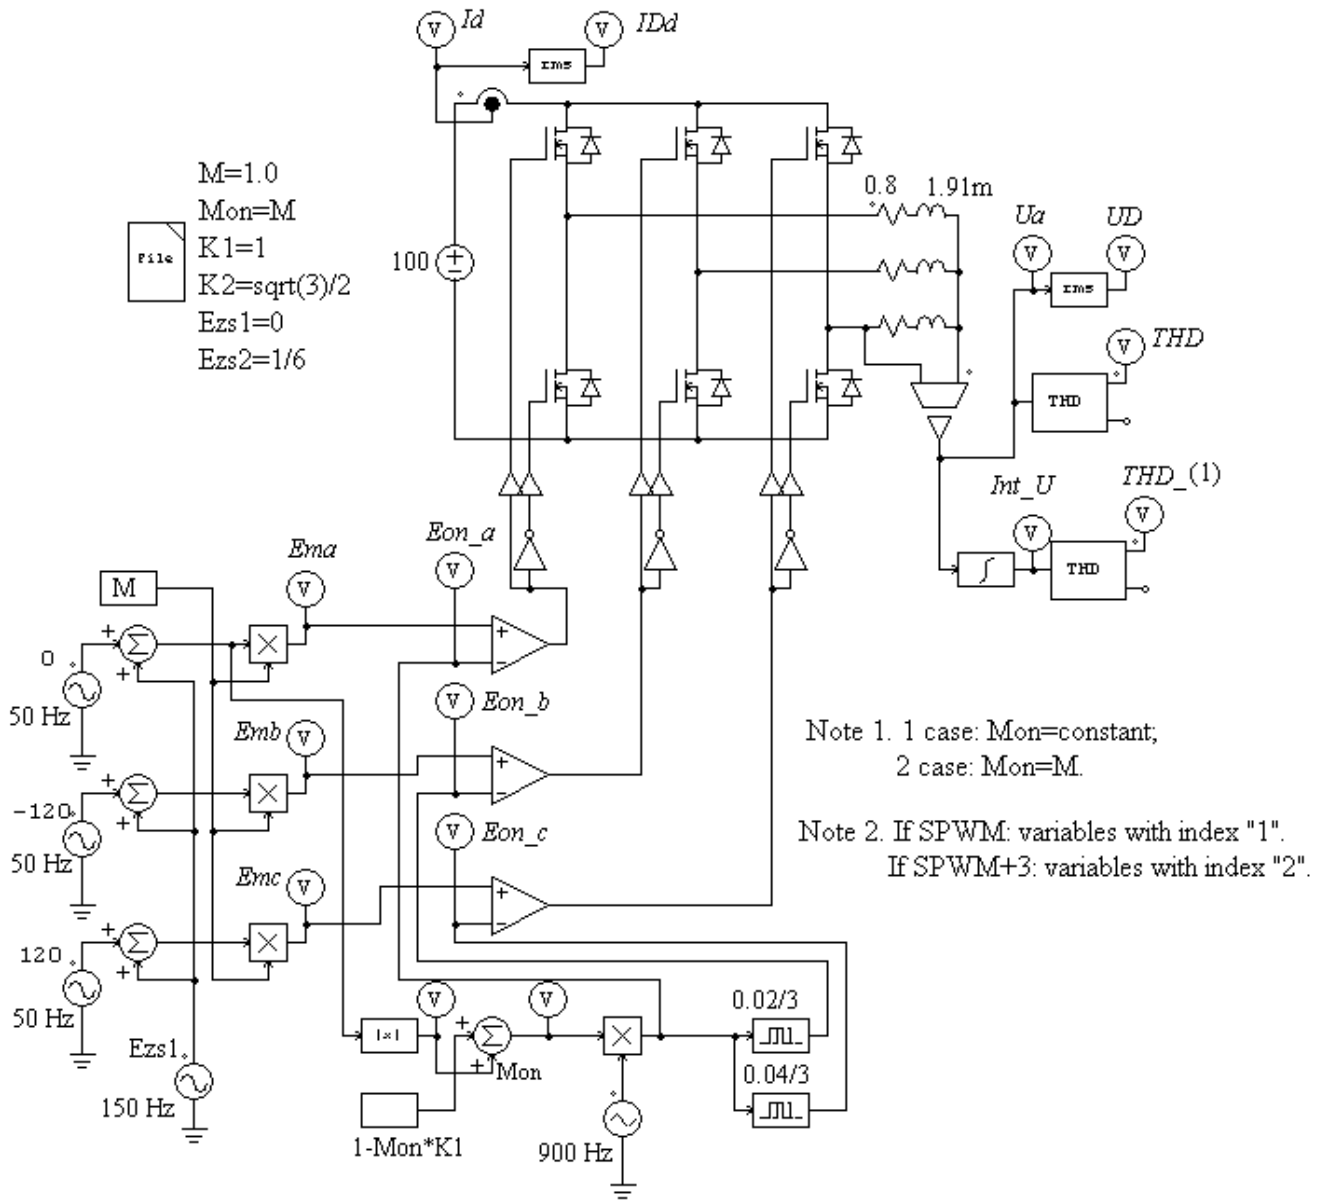 V Id V IDd
rms
M=1.0
Mon=M
File K1=1
K2=sqrt(3)/2
Ezs1=0
Ezs2=1/6
100
0.8 1.91m
Ua UD
V V
rms
V THD
THD
Int_U THD_(1)
V V
THD
Ema Eon_a
V V
M
+ Σ × + −
0 +
50 Hz
V Eon_b
Emb V
+ Σ × + −
-120 +
50 Hz
V Eon_c
Emc V
+ Σ × + −
120 +
50 Hz
Note 1. 1 case: Mon=constant;
2 case: Mon=M.
Note 2. If SPWM: variables with index "1".
If SPWM+3: variables with index "2".
V V 0.02/3
|x| + Σ ×
+ Mon
Ezs1
0.04/3
150 Hz
1-Mon*K1 900 Hz